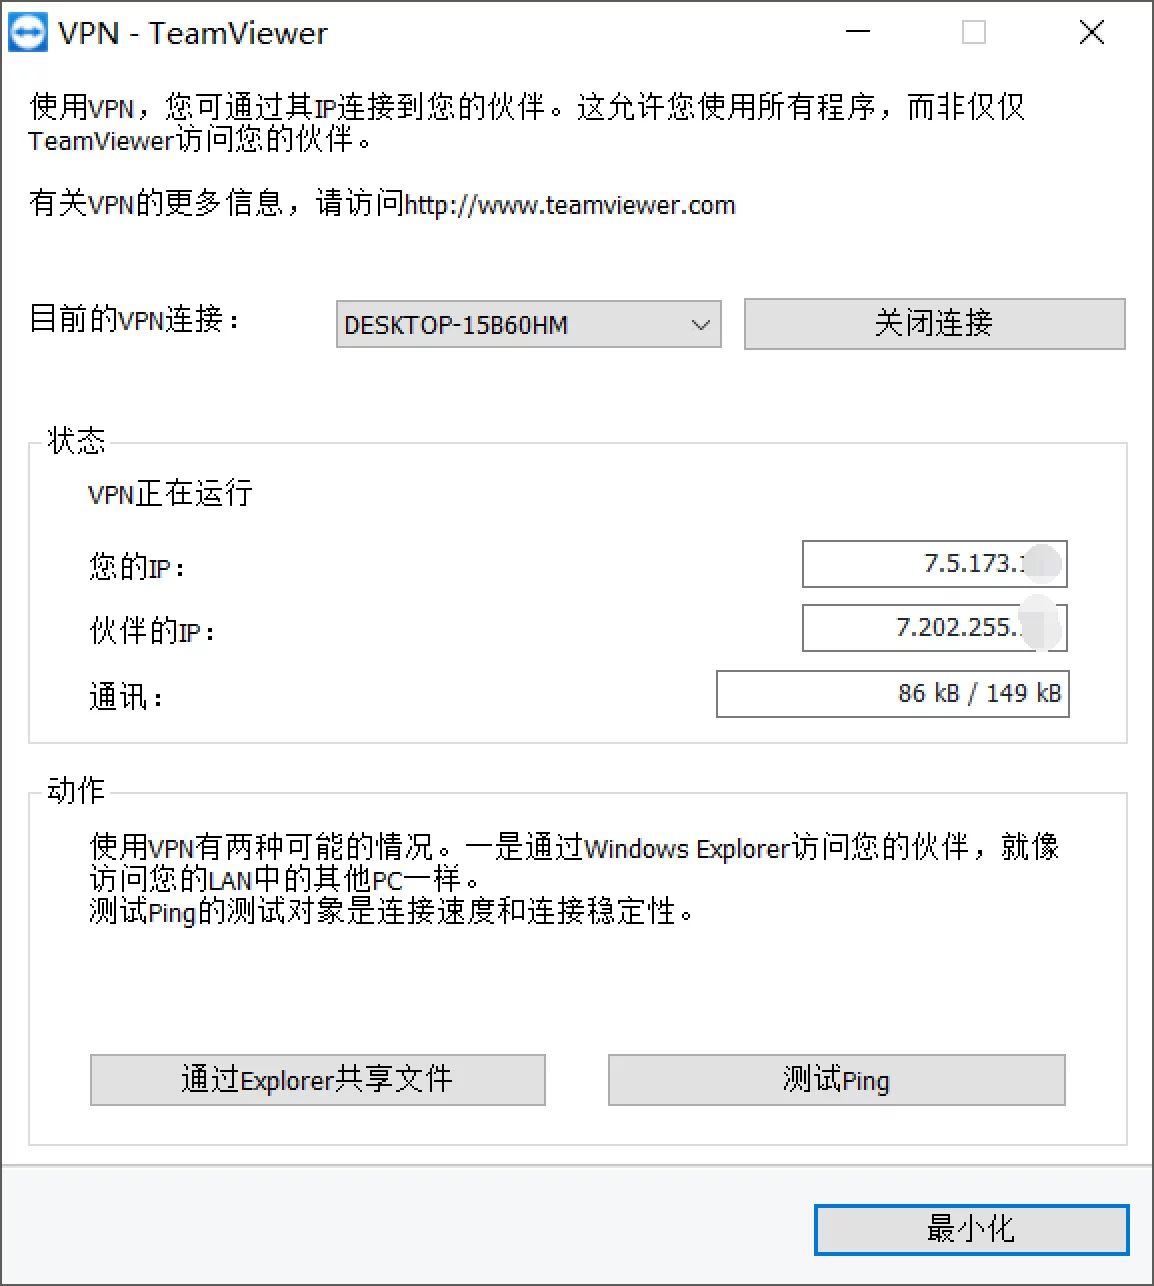 VPN - TeamViewer
使用VPN，您可通过其IP连接到您的伙伴。这允许您使用所有程序，而非仅仅
TeamViewer访问您的伙伴。
有关VPN的更多信息，请访问http://www.teamviewer.com
目前的VPN连接：
DESKTOP-15B60HM
关闭连接
状态
VPN正在运行
您的IP：
7.5.173.
伙伴的IP：
7.202.255.
通讯：
86 kB / 149 kB
动作
使用VPN有两种可能的情况。一是通过Windows Explorer访问您的伙伴，就像
访问您的LAN中的其他PC一样。
测试Ping的测试对象是连接速度和连接稳定性。
通过Explorer共享文件
测试Ping
最小化